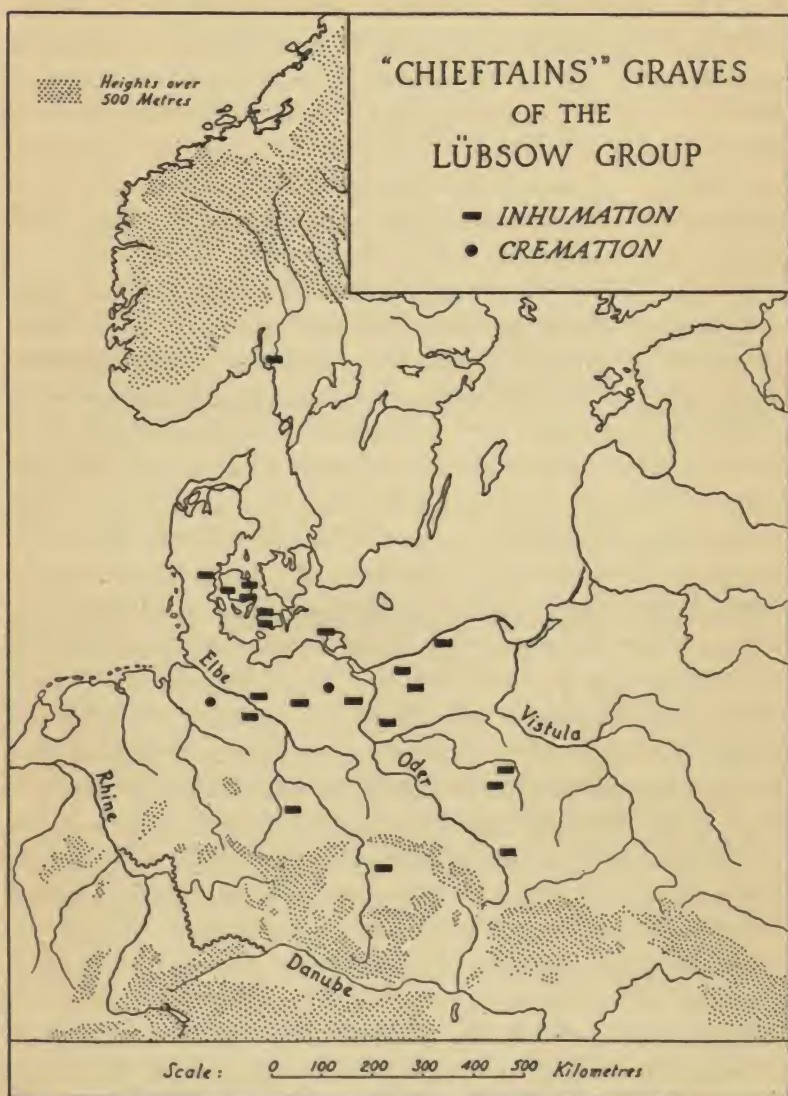 Heights over
500 Metres
"CHIEFTAINS'" GRAVES
OF THE
LÜBSOW GROUP
INHUMATION
CREMATION
Elbe
Vistula
Oder
Rhine
Danube
Scale: 0 100 200 300 400 500 Kilometres